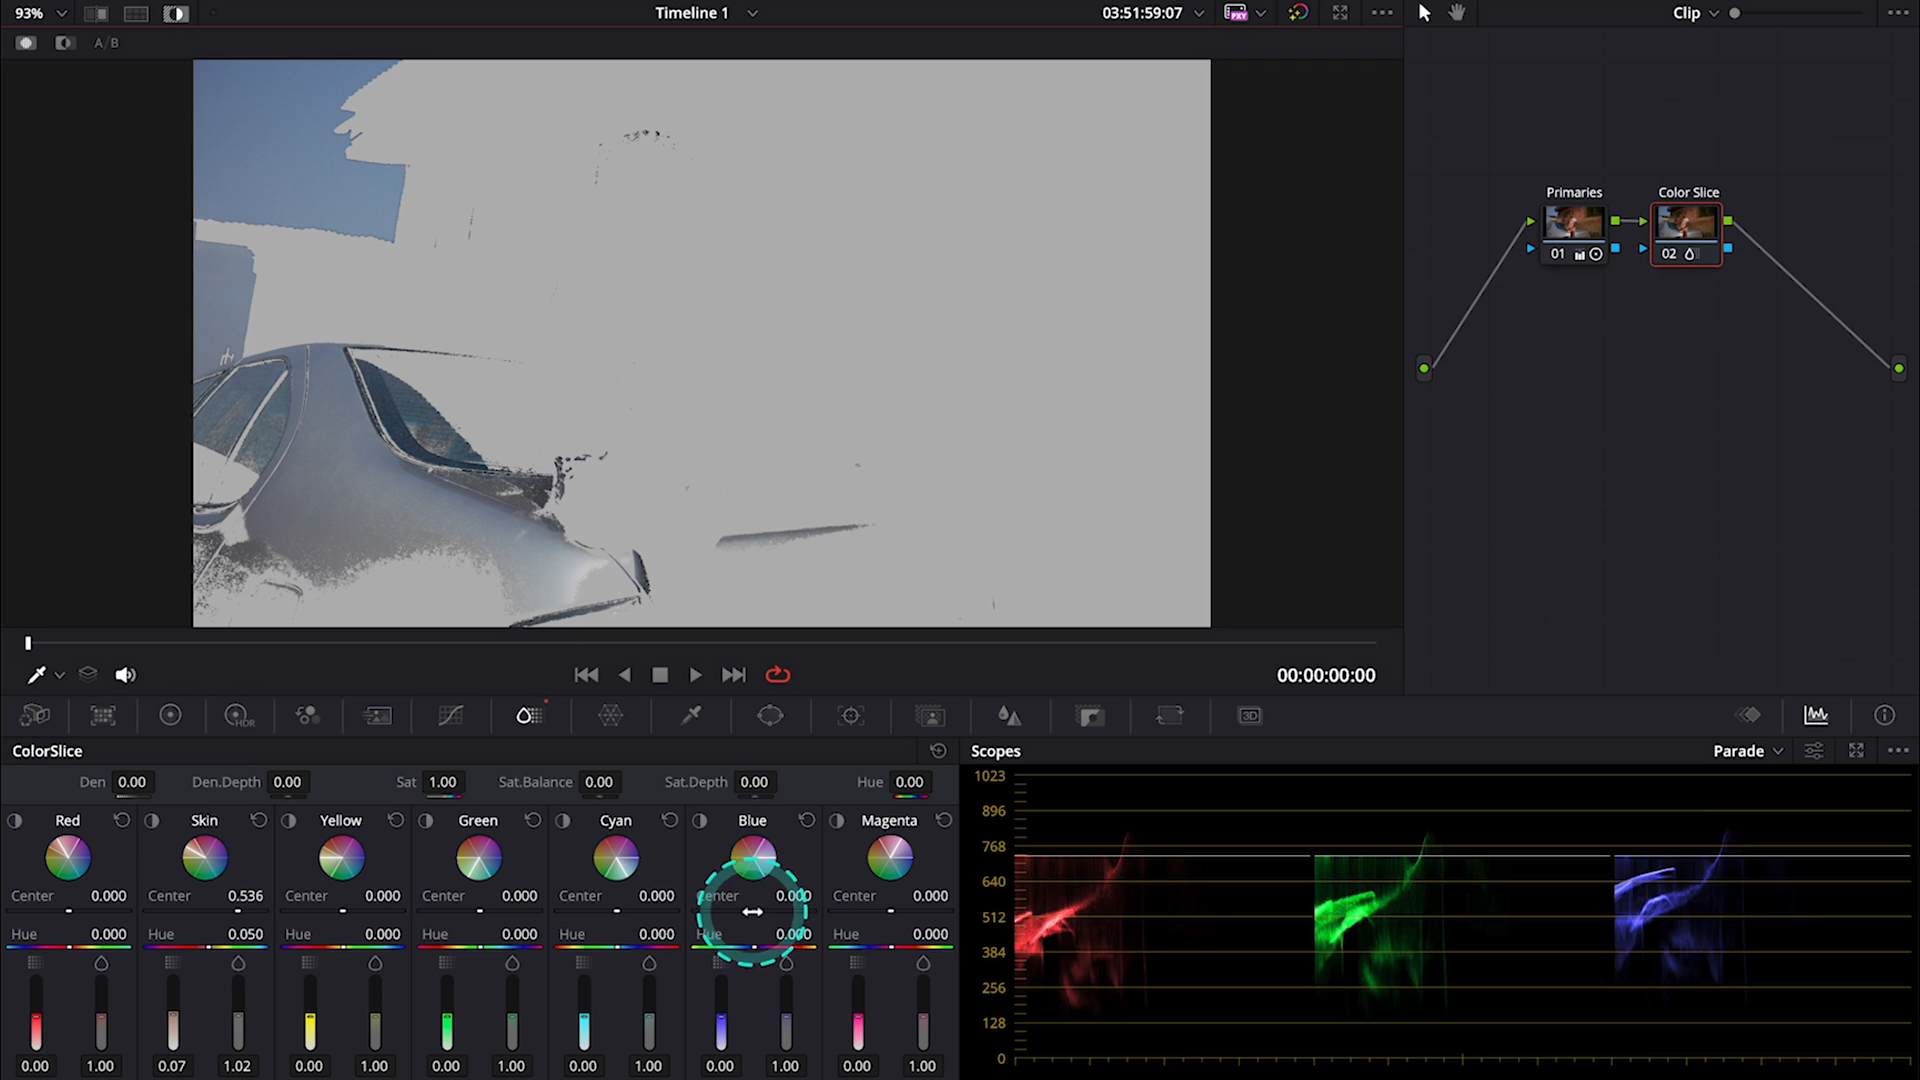 93%
Timeline 1
03:51:59:07
PXY
Clip
A/B
Primaries
Color Slice
01
02
00:00:00:00
HDR
3D
ColorSlice
Scopes
Parade
Den 0.00
Den.Depth 0.00
Sat 1.00
Sat.Balance 0.00
Sat.Depth 0.00
Hue 0.00
Red
Skin
Yellow
Green
Cyan
Blue
Magenta
Center 0.000
Center 0.536
Center 0.000
Center 0.000
Center 0.000
Center 0.000
Center 0.000
Hue 0.000
Hue 0.050
Hue 0.000
Hue 0.000
Hue 0.000
Hue 0.000
Hue 0.000
0.00 1.00
0.07 1.02
0.00 1.00
0.00 1.00
0.00 1.00
0.00 1.00
0.00 1.00
1023
896
768
640
512
384
256
128
0